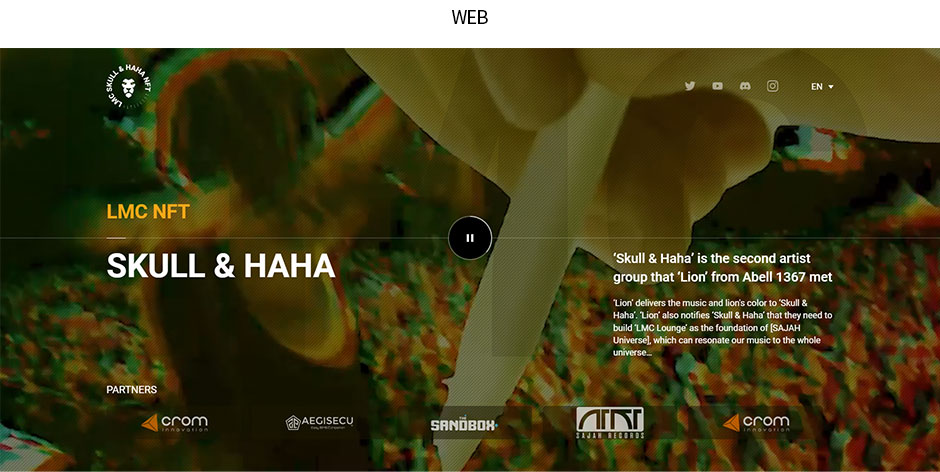 WEB
LMC SKULL & HAHA NFT
EN
LMC NFT
SKULL & HAHA
‘Skull & Haha’ is the second artist
group that ‘Lion’ from Abell 1367 met
‘Lion’ delivers the music and lion's color to ‘Skull &
Haha’. ‘Lion’ also notifies ‘Skull & Haha’ that they need to
build ‘LMC Lounge’ as the foundation of [SAJAH
Universe], which can resonate our music to the whole
universe...
PARTNERS
crom
innovation
AEGISECU
THE
SANDBOX
SAJAH RECORDS
crom
innovation